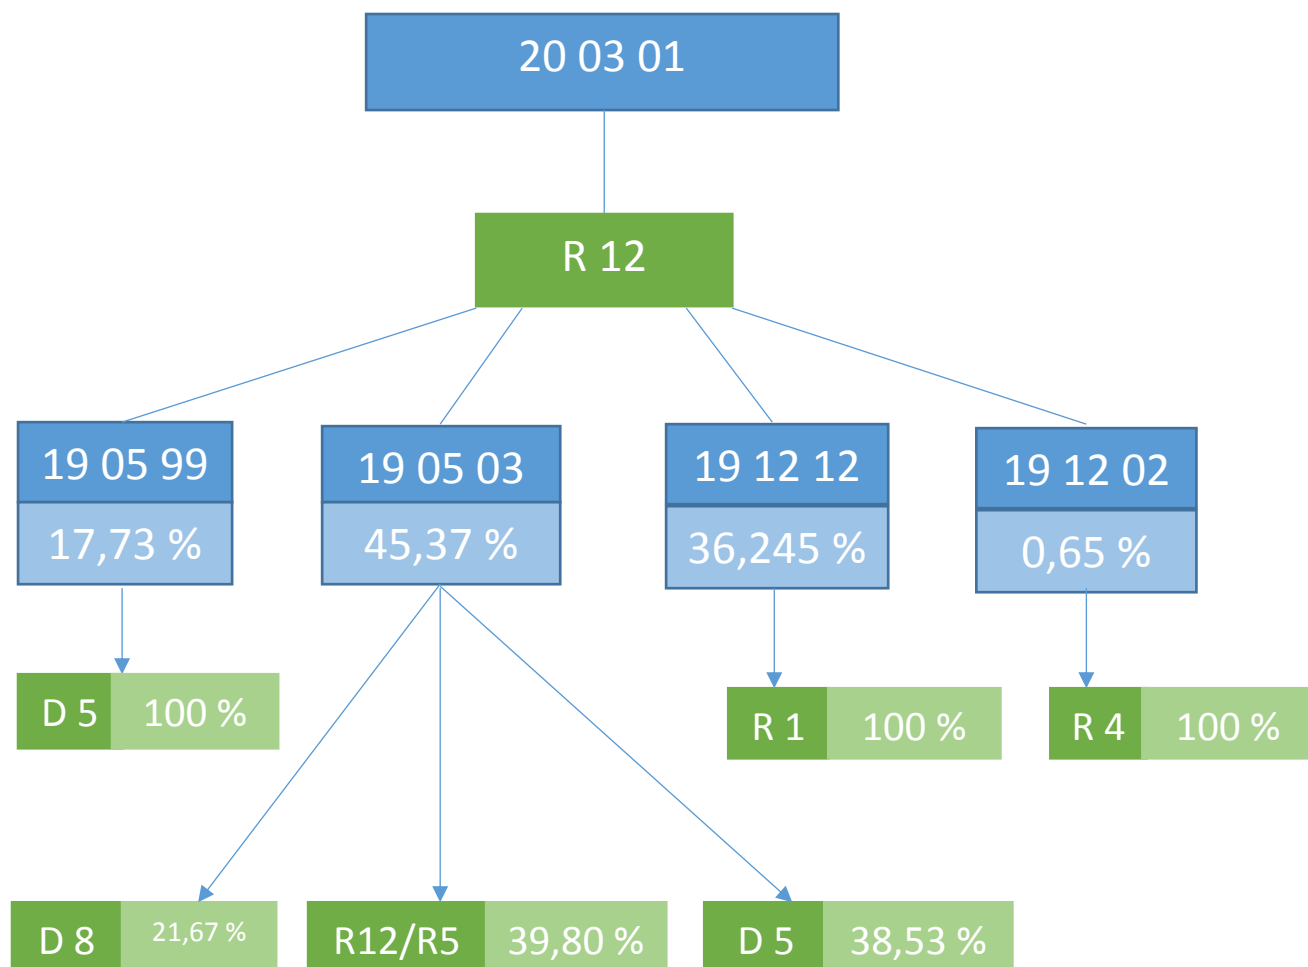 20 03 01
R 12
19 05 99
19 05 03
19 12 12
19 12 02
17,73 %
45,37 %
36,245 %
0,65 %
D 5
100 %
R 1
100 %
R 4
100 %
D 8
21,67 %
R12/R5
39,80 %
D 5
38,53 %